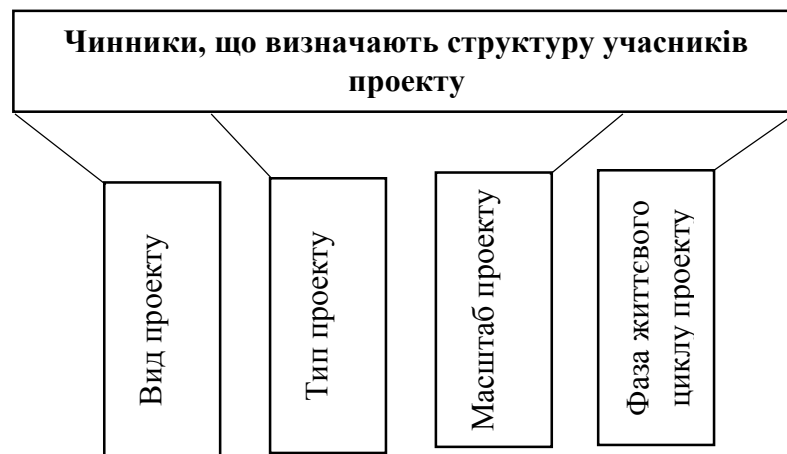 Чинники, що визначають структуру учасників
проекту
Вид проекту
Тип проекту
Масштаб проекту
Фаза життєвого
циклу проекту